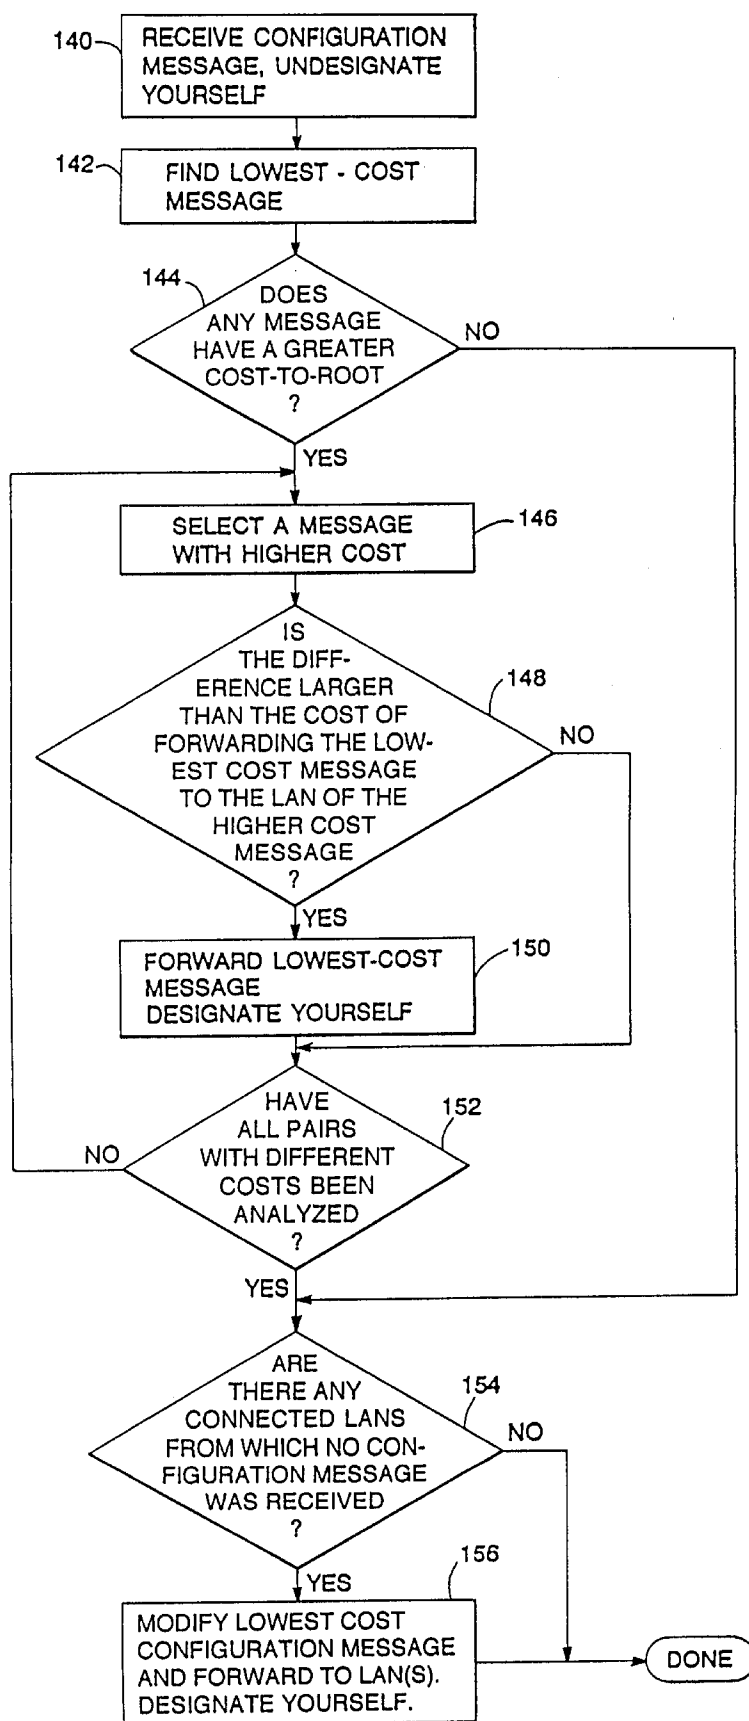 140
RECEIVE CONFIGURATION
MESSAGE, UNDESIGNATE
YOURSELF
142
FIND LOWEST - COST
MESSAGE
144
DOES
ANY MESSAGE
HAVE A GREATER
COST-TO-ROOT
?
NO
YES
SELECT A MESSAGE
WITH HIGHER COST
146
IS
THE DIFF-
ERENCE LARGER
THAN THE COST OF
FORWARDING THE LOW-
EST COST MESSAGE
TO THE LAN OF THE
HIGHER COST
MESSAGE
?
148
NO
YES
FORWARD LOWEST-COST
MESSAGE
DESIGNATE YOURSELF
150
HAVE
ALL PAIRS
WITH DIFFERENT
COSTS BEEN
ANALYZED
?
152
NO
YES
ARE
THERE ANY
CONNECTED LANS
FROM WHICH NO CON-
FIGURATION MESSAGE
WAS RECEIVED
?
154
NO
YES
156
MODIFY LOWEST COST
CONFIGURATION MESSAGE
AND FORWARD TO LAN(S).
DESIGNATE YOURSELF.
DONE